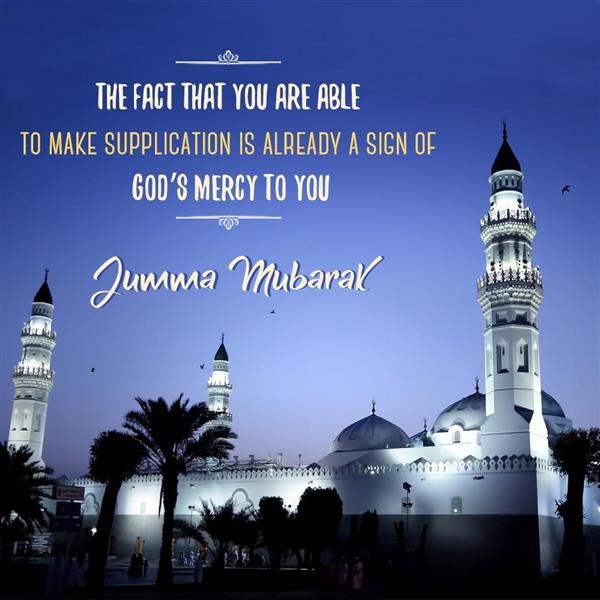 THE FACT THAT YOU ARE ABLE
TO MAKE SUPPLICATION IS ALREADY A SIGN OF
GOD'S MERCY TO YOU
Jumma Mubarak